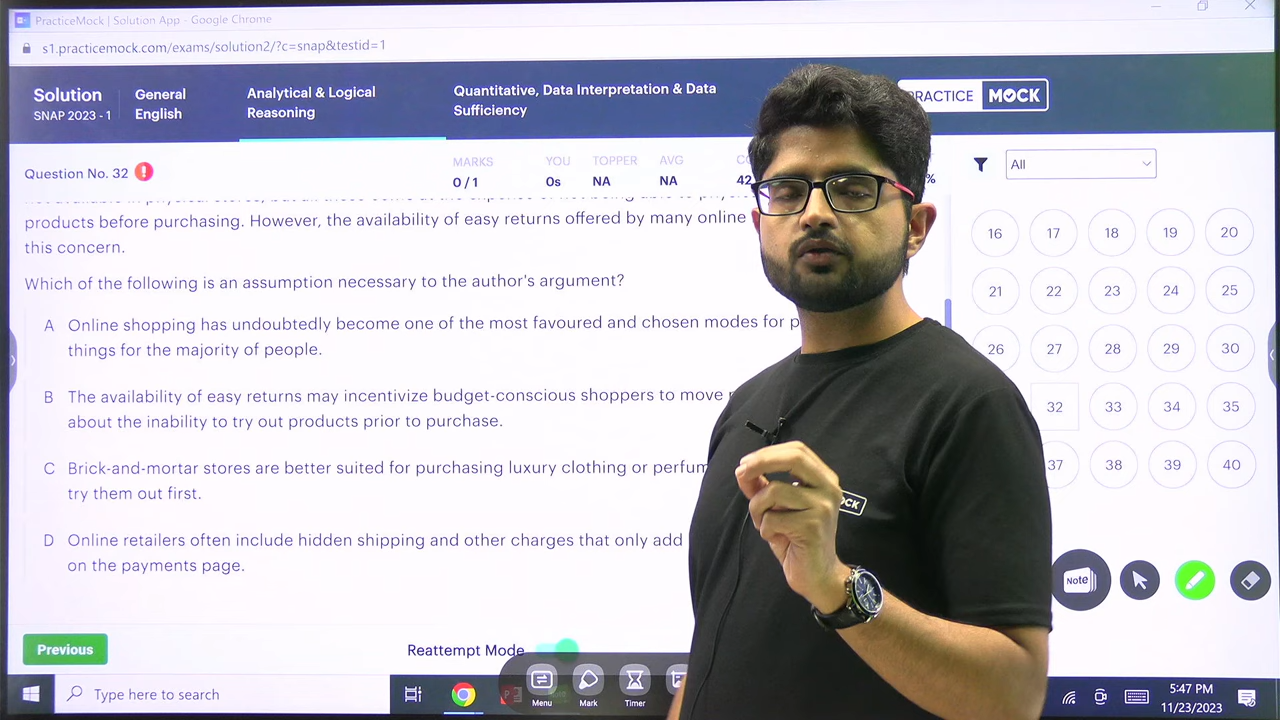 PracticeMock | Solution App - Google Chrome
s1.practicemock.com/exams/solution2/?c=snap&testid=1
Solution
SNAP 2023 - 1
General
English
Analytical & Logical
Reasoning
Quantitative, Data Interpretation & Data
Sufficiency
PRACTICE MOCK
Question No. 32
MARKS YOU TOPPER AVG
0 / 1 0s NA NA 42 %
All
products before purchasing. However, the availability of easy returns offered by many online
this concern.
Which of the following is an assumption necessary to the author's argument?
A Online shopping has undoubtedly become one of the most favoured and chosen modes for
things for the majority of people.
B The availability of easy returns may incentivize budget-conscious shoppers to move
about the inability to try out products prior to purchase.
C Brick-and-mortar stores are better suited for purchasing luxury clothing or
try them out first.
D Online retailers often include hidden shipping and other charges that only add
on the payments page.
16 17 18 19 20
21 22 23 24 25
26 27 28 29 30
32 33 34 35
37 38 39 40
Note
Previous
Reattempt Mode
Menu Mark Timer
Type here to search
5:47 PM
11/23/2023